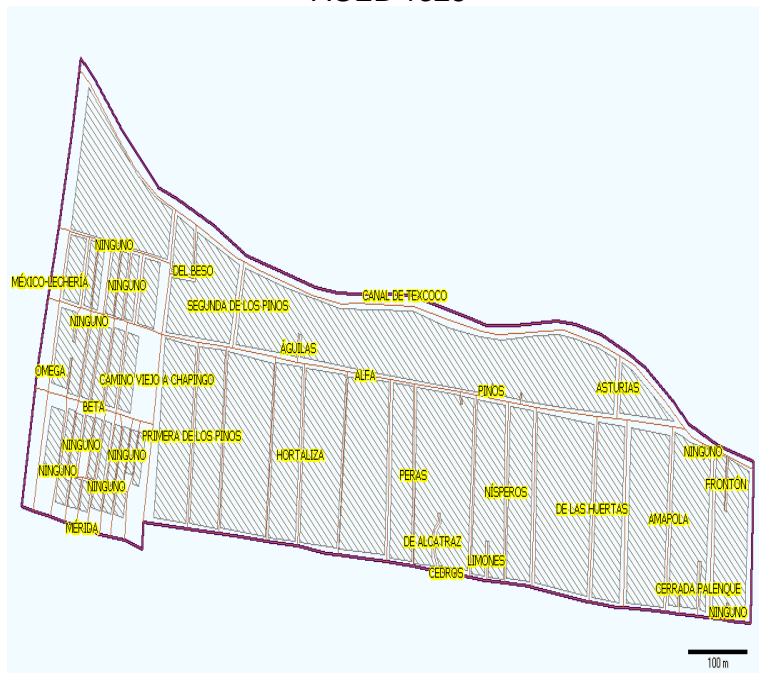 NINGUNO
DEL BESO
MÉXICO-LECHERÍA
NINGUNO
CANAL DE TEXCOCO
SEGUNDA DE LOS PINOS
NINGUNO
ÁGUILAS
OMEGA
CAMINO VIEJO A CHAPINGO
ALFA
PINOS
ASTURIAS
BETA
PRIMERA DE LOS PINOS
NINGUNO
NINGUNO
HORTALIZA
NINGUNO
NINGUNO
PERAS
FRONTÓN
NINGUNO
NÍSPEROS
DE LAS HUERTAS
AMAPOLA
MÉRIDA
DE ALCATRAZ
LIMONES
CEDROS
CERRADA PALENQUE
NINGUNO
100 m